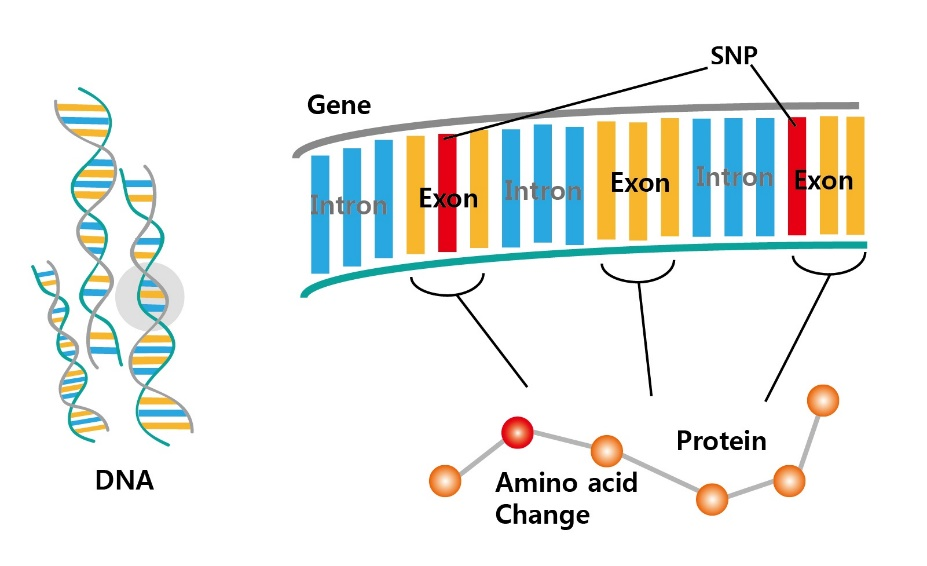 SNP
Gene
Intron
Exon
Intron
Exon
Intron
Exon
DNA
Protein
Amino acid
Change